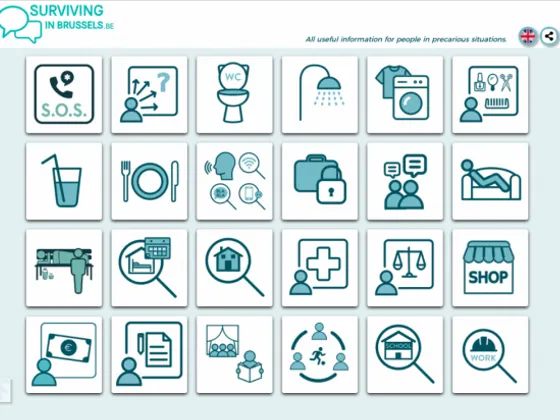 SURVIVING
IN BRUSSELS.BE
All useful information for people in precarious situations.
S.O.S.
?
WC
SHOP
€
SCHOOL
WORK